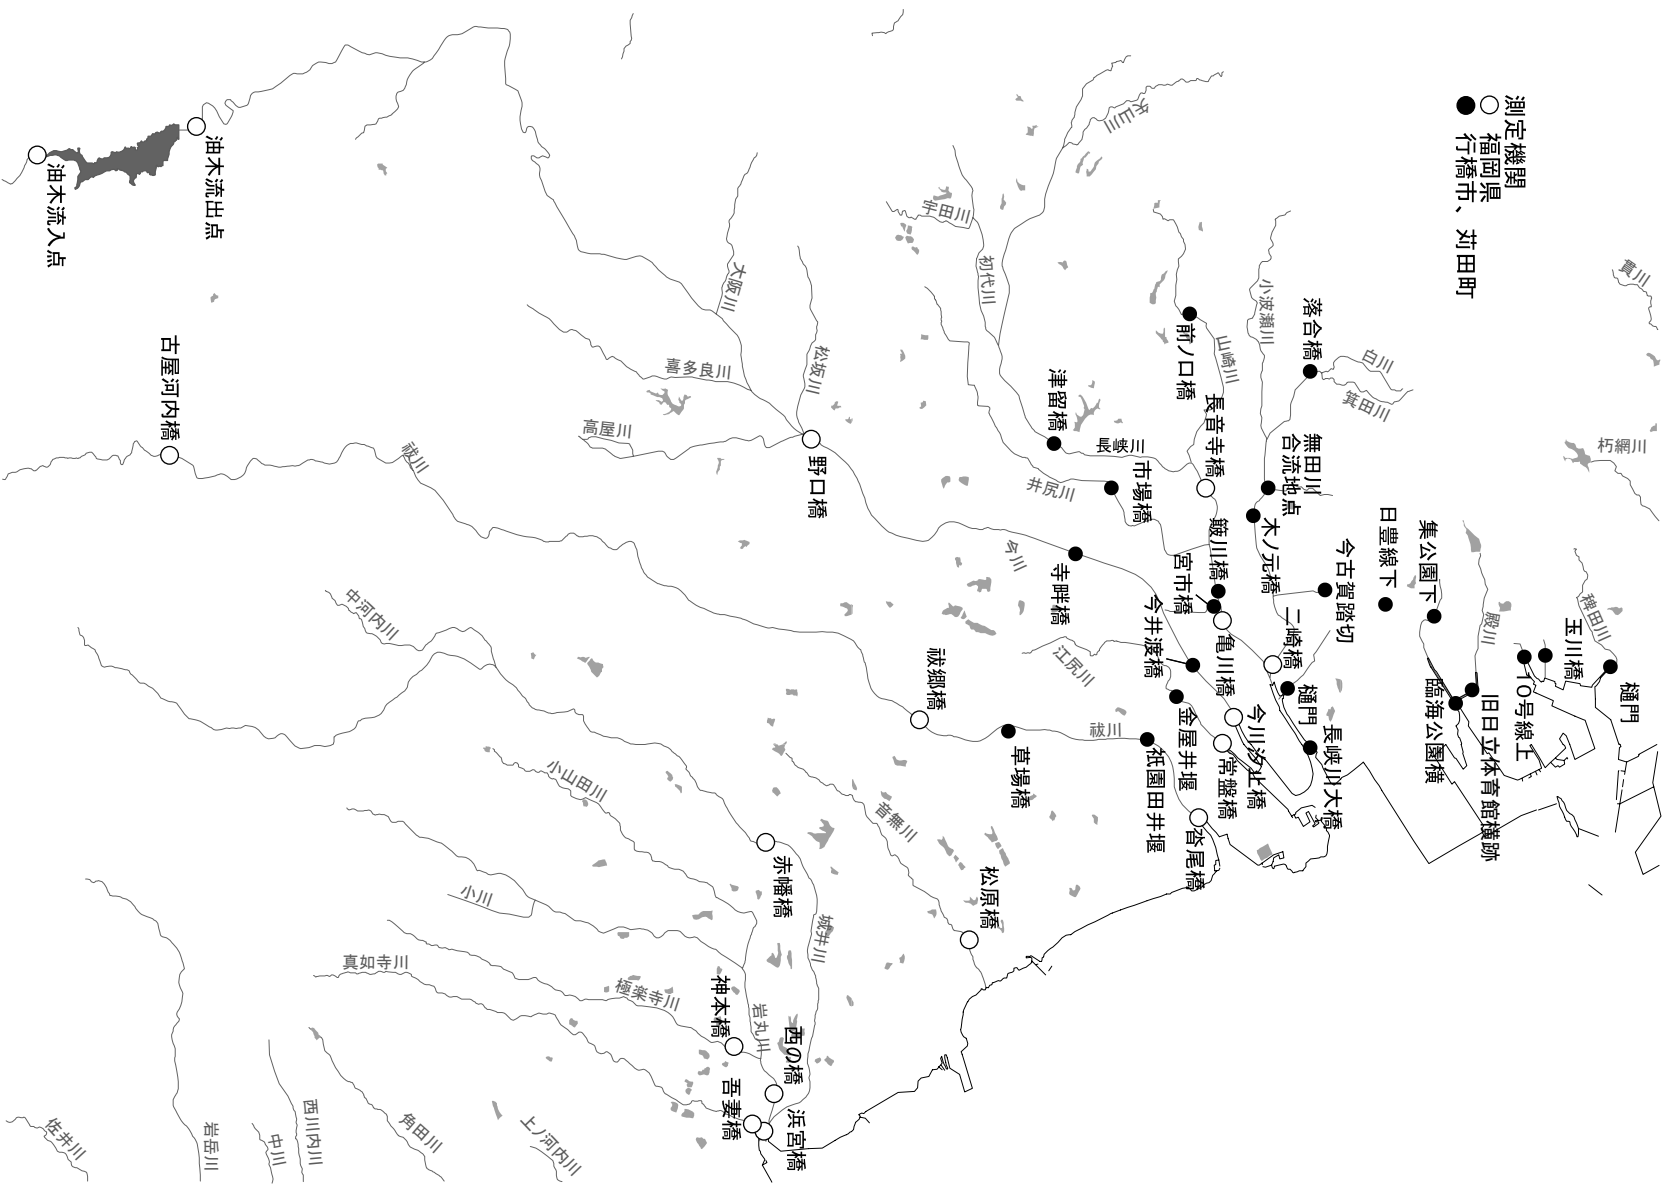 測定機関
○ 福岡県
● 行橋市、苅田町
貫川
朽網川
稗田川
樋門
玉川橋
10号線上
殿川
旧日立体育館横跡
集公園下
臨海公園横
日豊線下
今古賀踏切
白川
箕田川
落合橋
無田川
合流地点
小波瀬川
木ノ元橋
二崎橋
樋門
長峡川大橋
山崎川
前ノ口橋
長音寺橋
簸川橋
亀川橋
今川汐止橋
常盤橋
矢山川
宇田川
初代川
津留橋
長峡川
市場橋
井尻川
宮市橋
今井渡橋
金屋井堰
沓尾橋
祇園田井堰
江尻川
寺畔橋
今川
草場橋
祓川
祓郷橋
音無川
松原橋
大阪川
松坂川
喜多良川
高屋川
野口橋
油木流出点
油木流入点
古屋河内橋
祓川
中河内川
小山田川
赤幡橋
城井川
小川
真如寺川
極楽寺川
神本橋
岩丸川
西の橋
吾妻橋
浜宮橋
上ノ河内川
角田川
西川内川
中川
岩岳川
佐井川